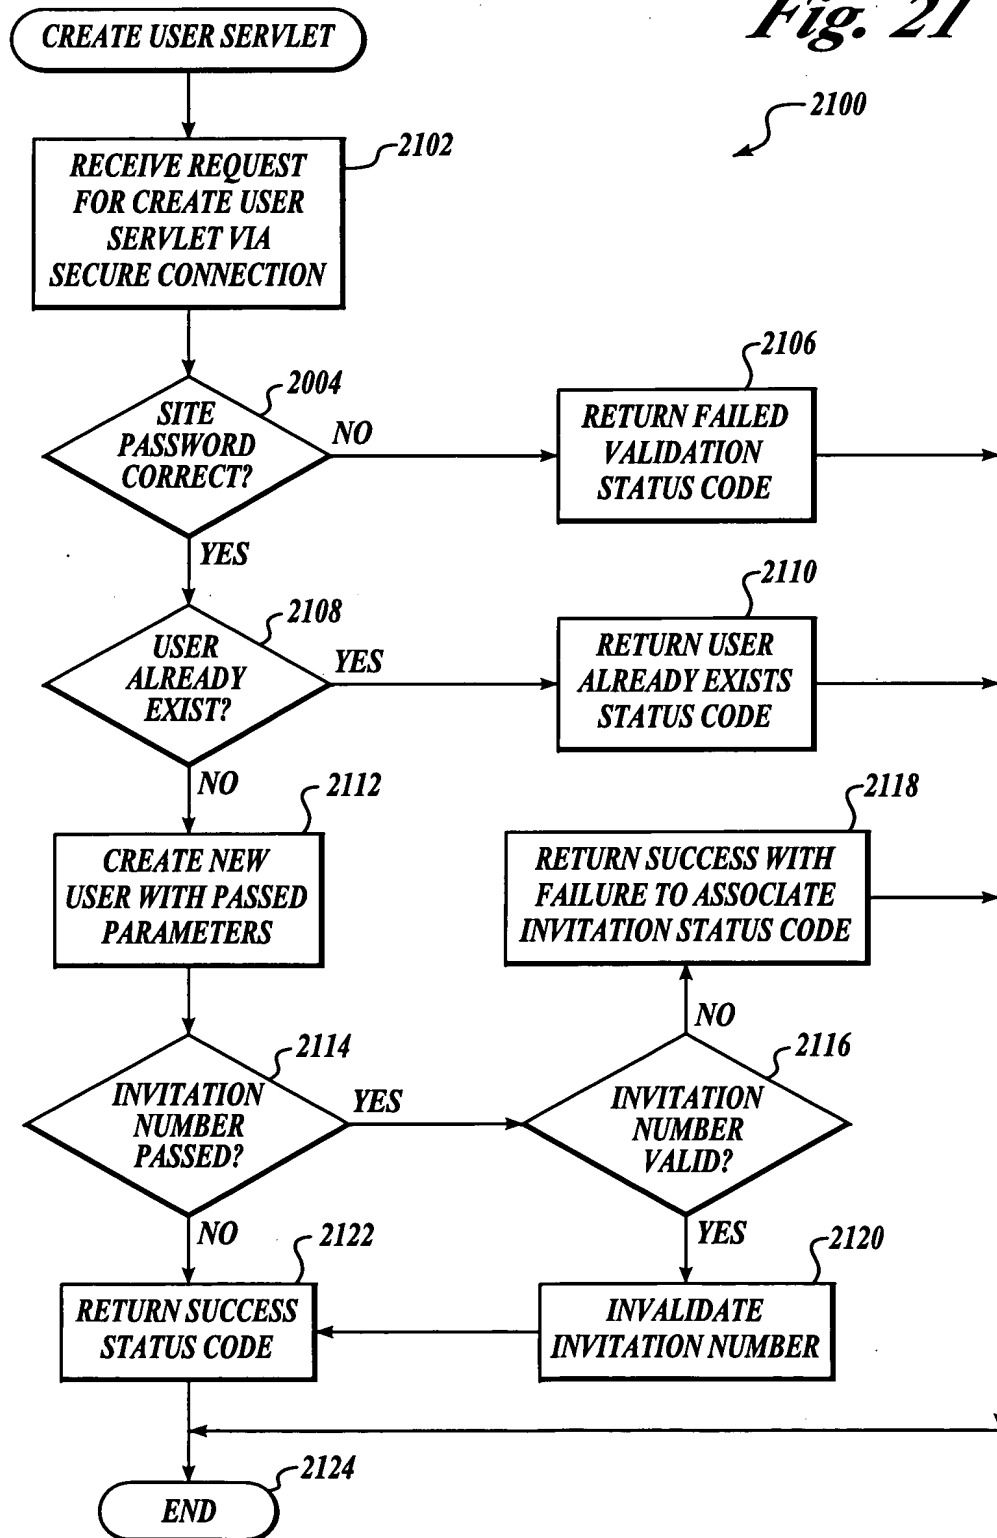 Fig. 21
CREATE USER SERVLET
2100
2102
RECEIVE REQUEST
FOR CREATE USER
SERVLET VIA
SECURE CONNECTION
2004
SITE
PASSWORD
CORRECT?
NO
2106
RETURN FAILED
VALIDATION
STATUS CODE
YES
2108
USER
ALREADY
EXIST?
YES
2110
RETURN USER
ALREADY EXISTS
STATUS CODE
NO
2112
CREATE NEW
USER WITH PASSED
PARAMETERS
2118
RETURN SUCCESS WITH
FAILURE TO ASSOCIATE
INVITATION STATUS CODE
NO
2114
INVITATION
NUMBER
PASSED?
YES
2116
INVITATION
NUMBER
VALID?
NO
2122
RETURN SUCCESS
STATUS CODE
YES
2120
INVALIDATE
INVITATION NUMBER
2124
END